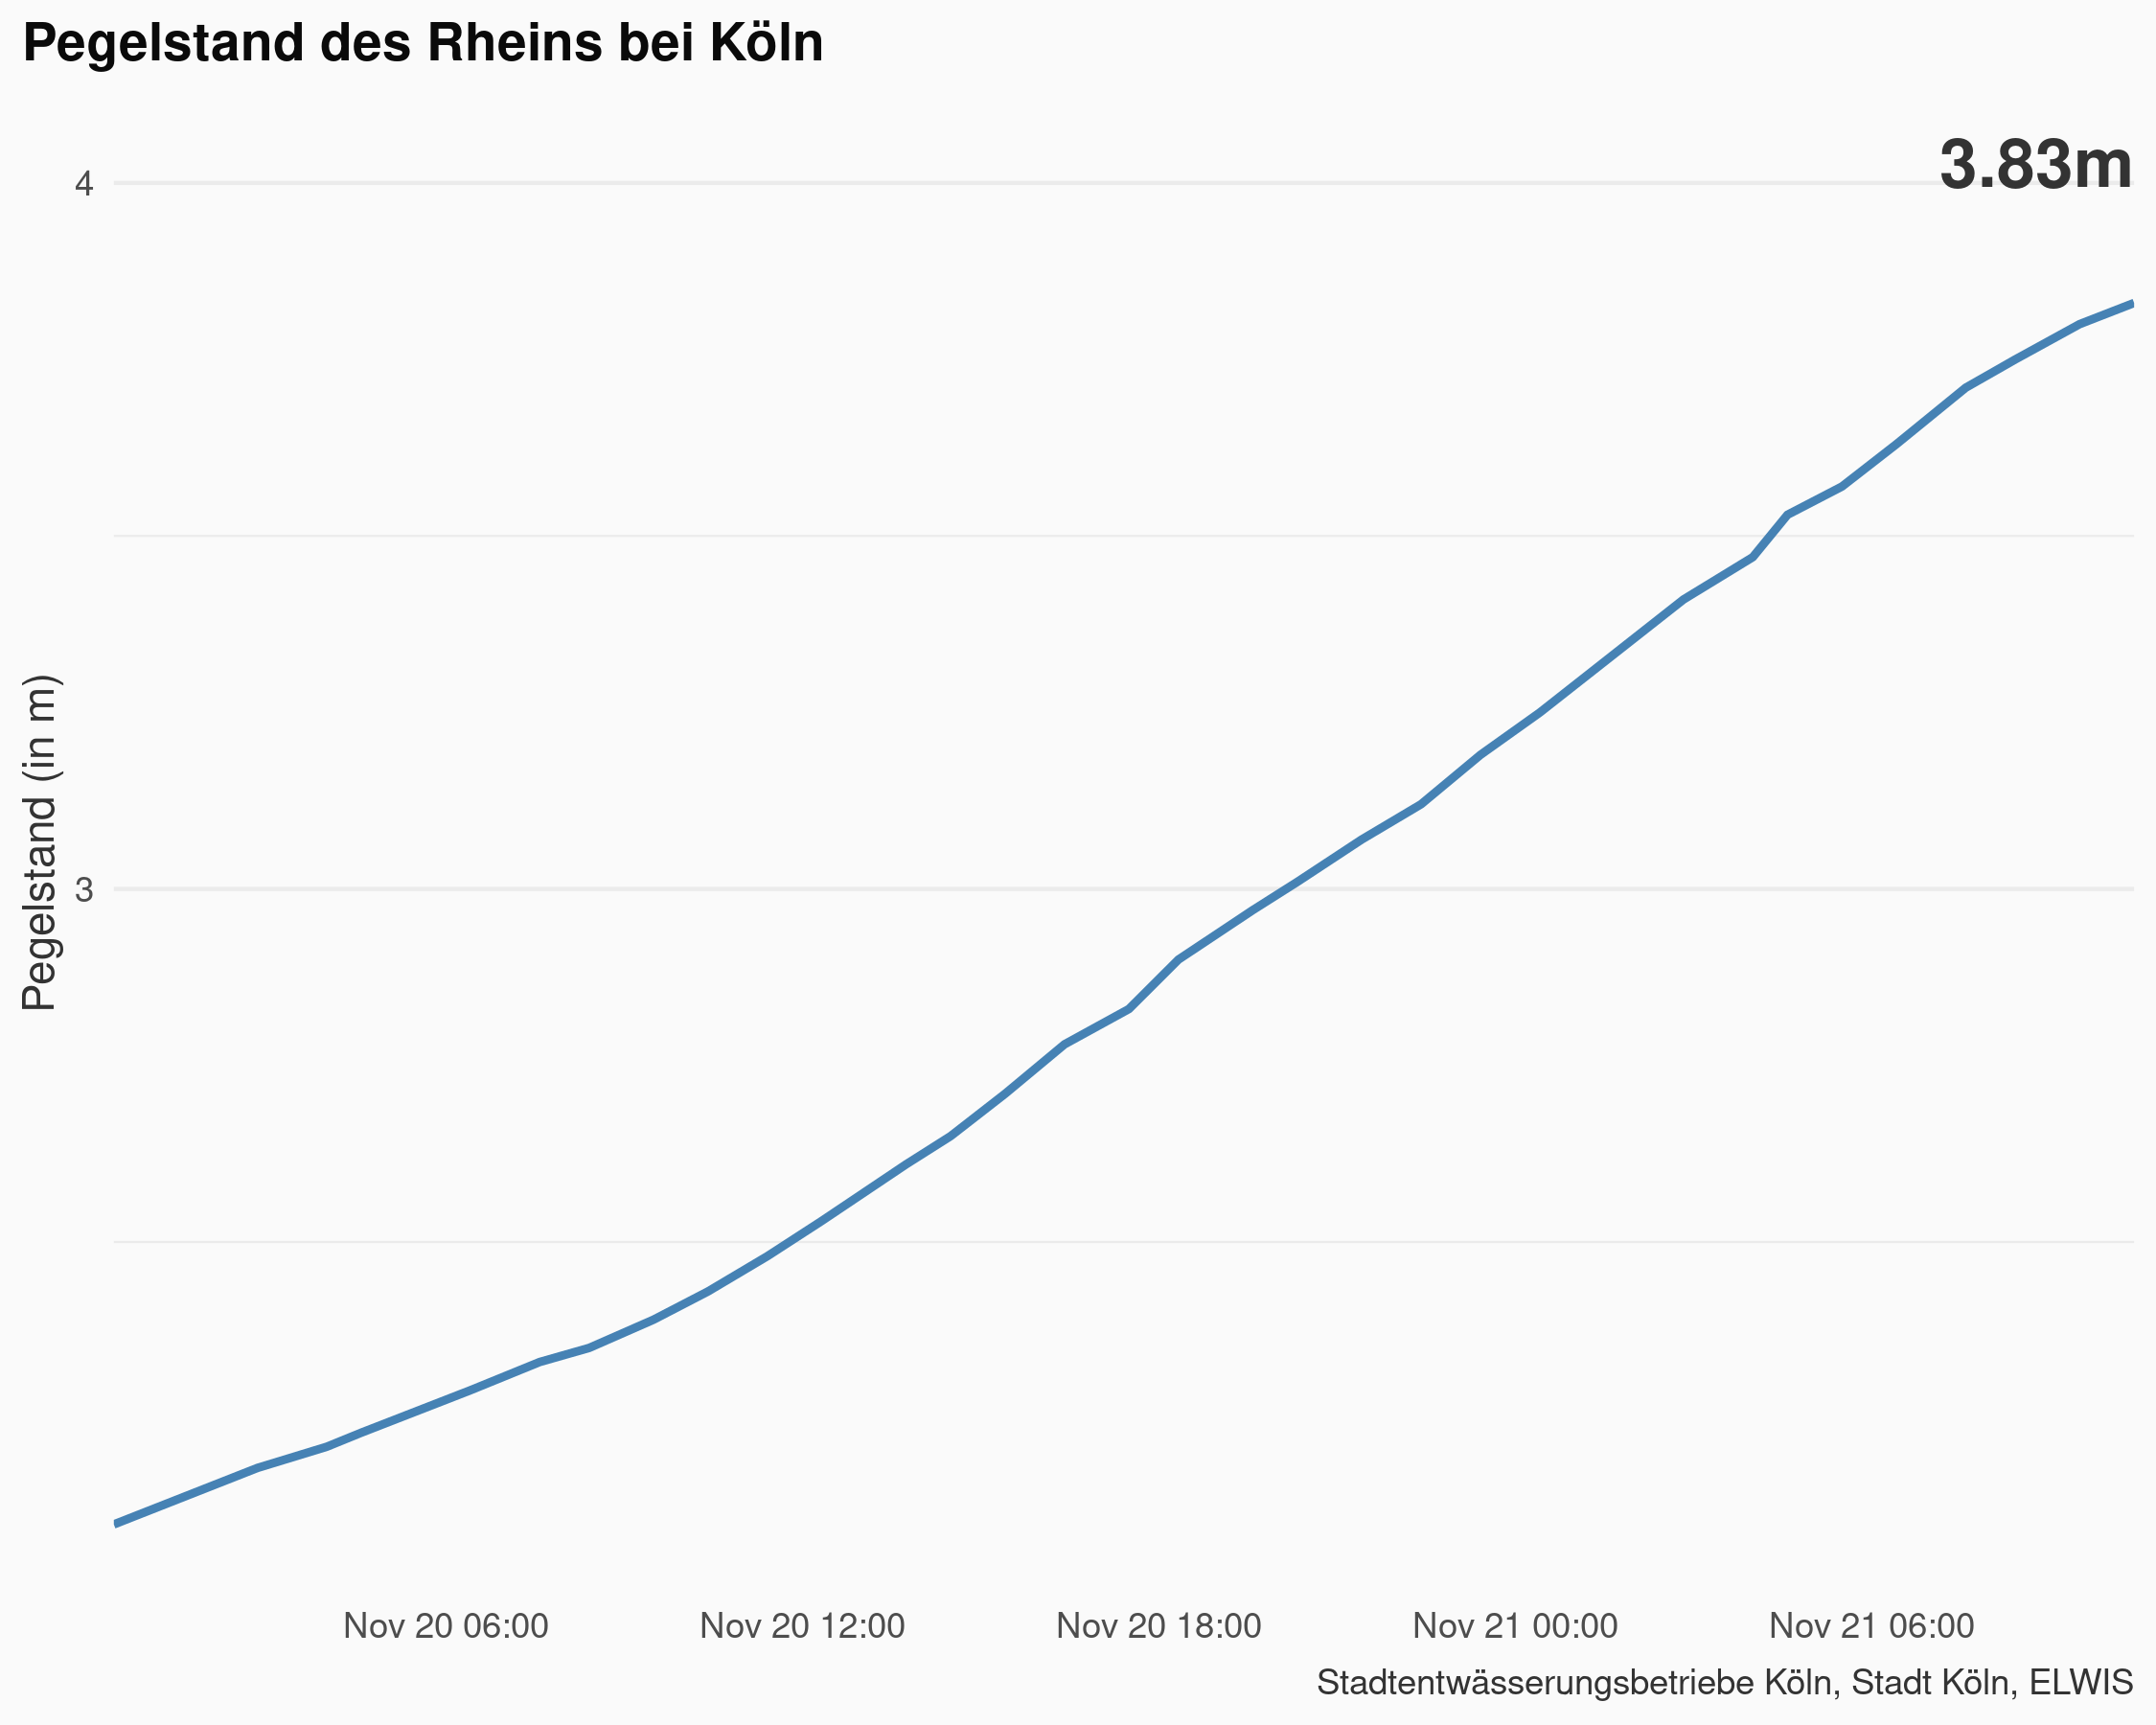 Pegelstand des Rheins bei Köln
3.83m
4
Pegelstand (in m)
3
Nov 20 06:00 Nov 20 12:00 Nov 20 18:00 Nov 21 00:00 Nov 21 06:00
Stadtentwässerungsbetriebe Köln, Stadt Köln, ELWIS